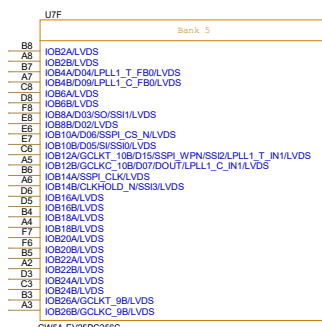 U7F
Bank 5
B8 IOB2A/LVDS
A8 IOB2B/LVDS
B7 IOB4A/D04/LPLL1_T_FB0/LVDS
A7 IOB4B/D09/LPLL1_C_FB0/LVDS
C8 IOB6A/LVDS
D8 IOB6B/LVDS
F8 IOB8A/D03/SO/SSI1/LVDS
E8 IOB8B/D02/LVDS
E6 IOB10A/D06/SSPI_CS_N/LVDS
E7 IOB10B/D05/SI/SSI0/LVDS
C6 IOB12A/GCLKT_10B/D15/SSPI_WPN/SSI2/LPLL1_T_IN1/LVDS
A5 IOB12B/GCLKC_10B/D07/DOUT/LPLL1_C_IN1/LVDS
B6 IOB14A/SSPI_CLK/LVDS
A6 IOB14B/CLKHOLD_N/SSI3/LVDS
D6 IOB16A/LVDS
D5 IOB16B/LVDS
B4 IOB18A/LVDS
A4 IOB18B/LVDS
F7 IOB20A/LVDS
F6 IOB20B/LVDS
B5 IOB22A/LVDS
A2 IOB22B/LVDS
D3 IOB24A/LVDS
C3 IOB24B/LVDS
B3 IOB26A/GCLKT_9B/LVDS
A3 IOB26B/GCLKC_9B/LVDS